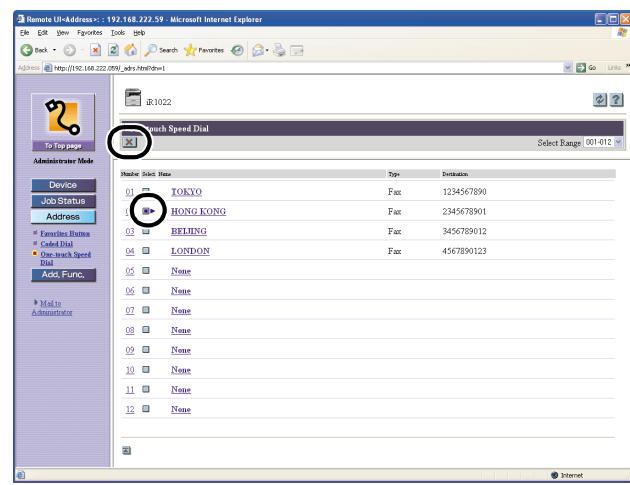 Remote UI<Address>: : 192.168.222.59 - Microsoft Internet Explorer
File Edit View Favorites Tools Help
Back Search Favorites
Address http://192.168.222.059/_adrs.html?dn=1 Go Links »
iR1022
To Top page
touch Speed Dial
Select Range 001-012
Administrator Mode
Number Select Name Type Destination
Device
01 TOKYO Fax 1234567890
Job Status
HONG KONG Fax 2345678901
Address
Favorites Button
03 BEIJING Fax 3456789012
Coded Dial
One-touch Speed Dial
04 LONDON Fax 4567890123
Add. Func.
05 None
06 None
Mail to Administrator
07 None
08 None
09 None
10 None
11 None
12 None
Internet